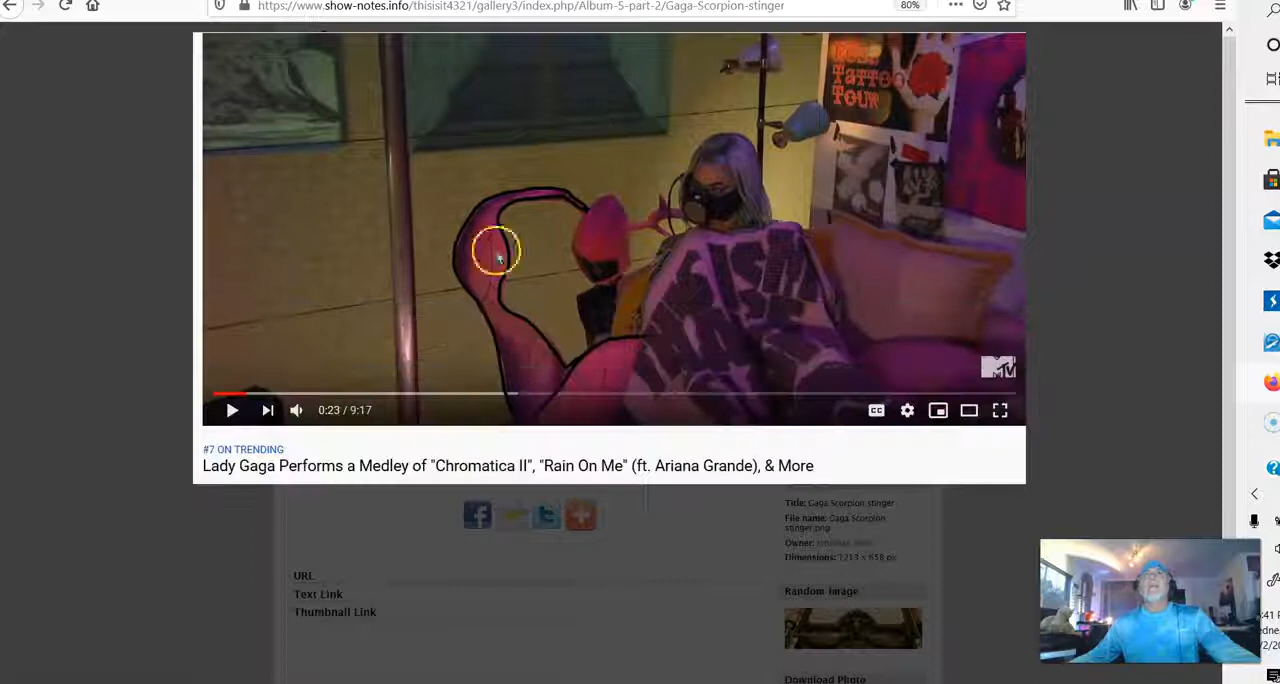 https://www.show-notes.info/thisisit4321/gallery3/index.php/Album-5-part-2/Gaga-Scorpion-stinger
80%
TATTOO
TOUR
MTV
CC
0:23 / 9:17
#7 ON TRENDING
Lady Gaga Performs a Medley of "Chromatica II", "Rain On Me" (ft. Ariana Grande), & More
Title: Gaga Scorpion stinger
File name: Gaga Scorpion
stinger.png
Owner:
Dimensions: 1213 x 658 px
URL
Text Link
Thumbnail Link
Random Image
Download Photo